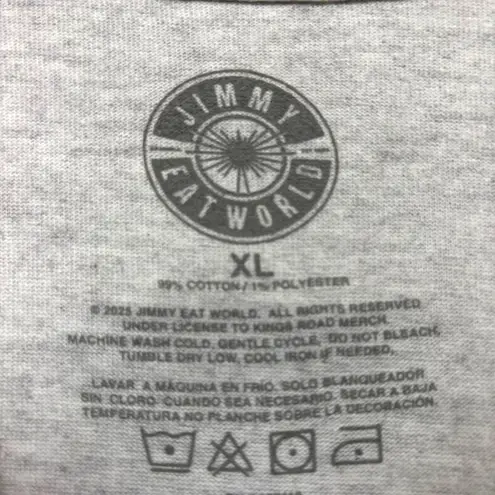 JIMMY
EAT WORLD
XL
99% COTTON / 1% POLYESTER
© 2025 JIMMY EAT WORLD. ALL RIGHTS RESERVED
UNDER LICENSE TO KINGS ROAD MERCH.
MACHINE WASH COLD, GENTLE CYCLE, DO NOT BLEACH,
TUMBLE DRY LOW, COOL IRON IF NEEDED.
LAVAR A MAQUINA EN FRIO. SOLO BLANQUEADOR
SIN CLORO. CUANDO SEA NECESARIO. SECAR A BAJA
TEMPERATURA NO PLANCHE SOBRE LA DECORACIÓN.